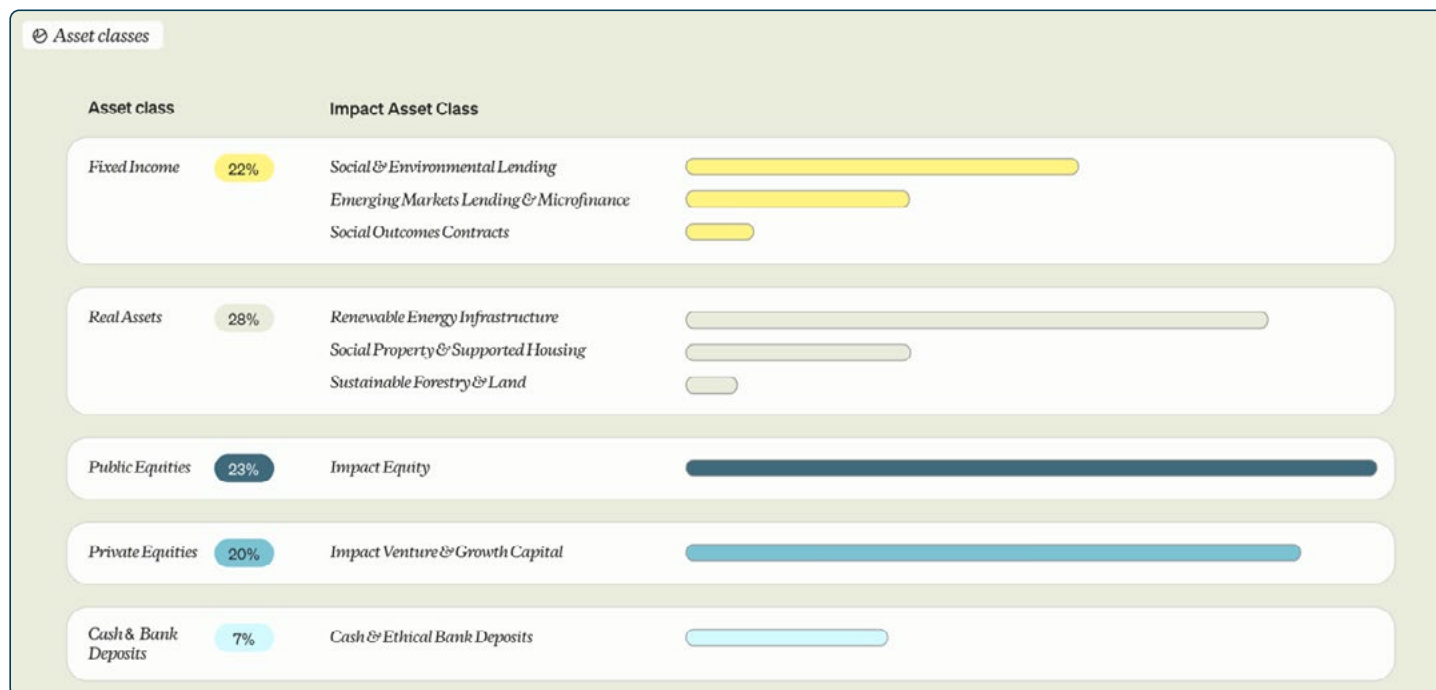 Asset classes
Asset class Impact Asset Class
Fixed Income 22% Social & Environmental Lending
Emerging Markets Lending & Microfinance
Social Outcomes Contracts
Real Assets 28% Renewable Energy Infrastructure
Social Property & Supported Housing
Sustainable Forestry & Land
Public Equities 23% Impact Equity
Private Equities 20% Impact Venture & Growth Capital
Cash & Bank
Deposits 7% Cash & Ethical Bank Deposits